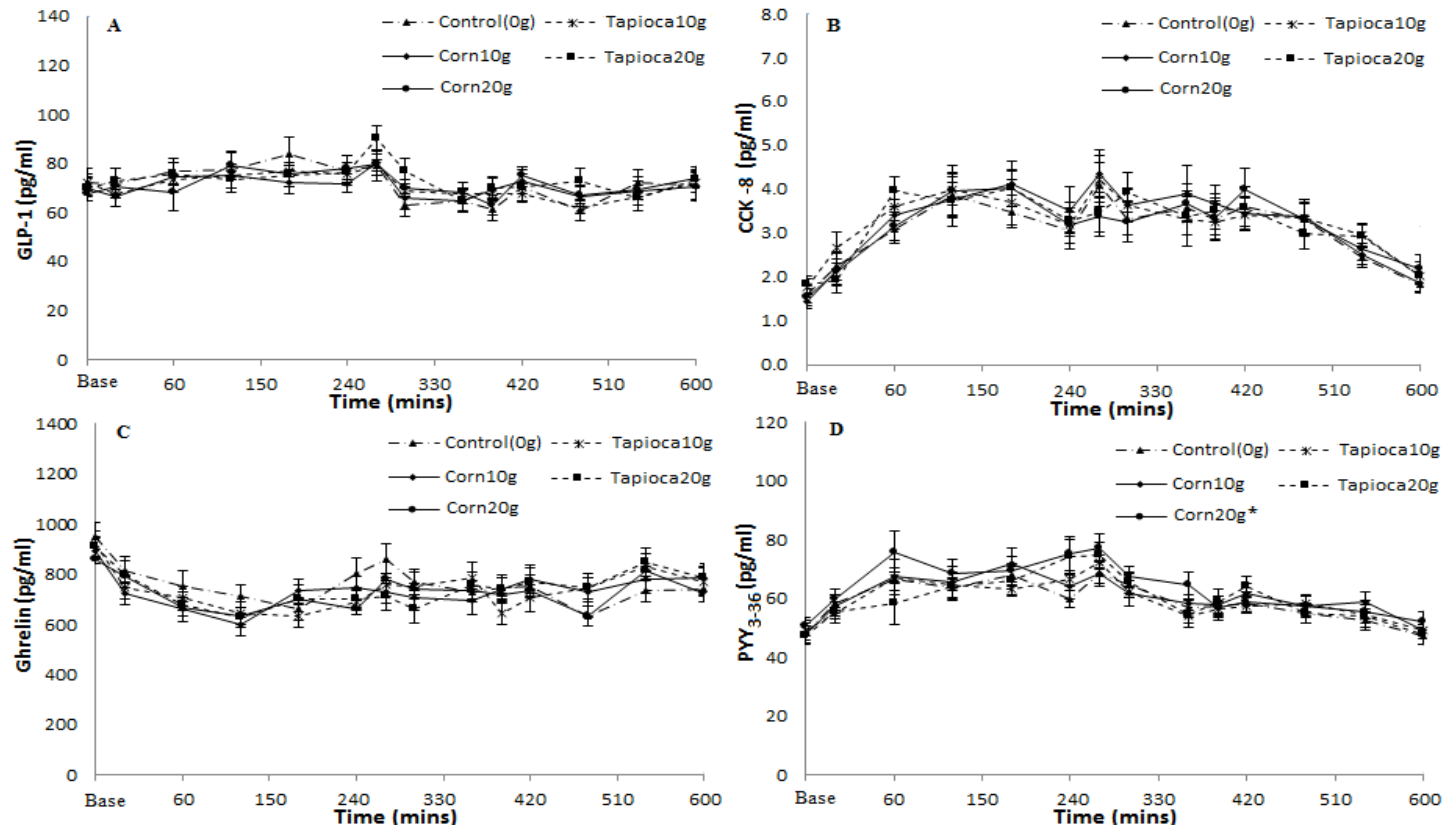 A
Control(0g) Tapioca10g
Corn10g Tapioca20g
Corn20g
140
120
100
80
60
40
20
0
GLP-1 (pg/ml)
Base 60 150 240 330 420 510 600
Time (mins)
B
Control(0g) Tapioca10g
Corn10g Tapioca20g
Corn20g
8.0
7.0
6.0
5.0
4.0
3.0
2.0
1.0
0.0
CCK -8 (pg/ml)
Base 60 150 240 330 420 510 600
Time (mins)
C
Control(0g) Tapioca10g
Corn10g Tapioca20g
Corn20g
1400
1200
1000
800
600
400
200
0
Ghrelin (pg/ml)
Base 60 150 240 330 420 510 600
Time (mins)
D
Control(0g) Tapioca10g
Corn10g Tapioca20g
Corn20g*
120
100
80
60
40
20
0
PYY3-36 (pg/ml)
Base 60 150 240 330 420 510 600
Time (mins)